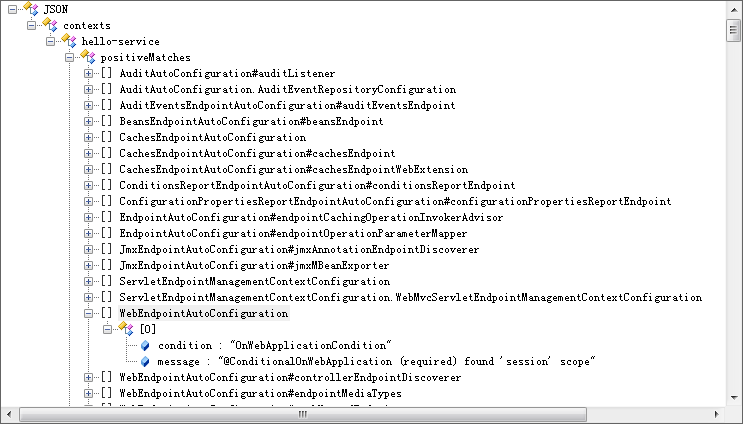 JSON
contexts
hello-service
positiveMatches
[] AuditAutoConfiguration#auditListener
[] AuditAutoConfiguration.AuditEventRepositoryConfiguration
[] AuditEventsEndpointAutoConfiguration#auditEventsEndpoint
[] BeansEndpointAutoConfiguration#beansEndpoint
[] CachesEndpointAutoConfiguration
[] CachesEndpointAutoConfiguration#cachesEndpoint
[] CachesEndpointAutoConfiguration#cachesEndpointWebExtension
[] ConditionsReportEndpointAutoConfiguration#conditionsReportEndpoint
[] ConfigurationPropertiesReportEndpointAutoConfiguration#configurationPropertiesReportEndpoint
[] EndpointAutoConfiguration#endpointCachingOperationInvokerAdvisor
[] EndpointAutoConfiguration#endpointOperationParameterMapper
[] JmxEndpointAutoConfiguration#jmxAnnotationEndpointDiscoverer
[] JmxEndpointAutoConfiguration#jmxMBeanExporter
[] ServletEndpointManagementContextConfiguration
[] ServletEndpointManagementContextConfiguration.WebMvcServletEndpointManagementContextConfiguration
[] WebEndpointAutoConfiguration
[0]
condition : "OnWebApplicationCondition"
message : "@ConditionalOnWebApplication (required) found 'session' scope"
[] WebEndpointAutoConfiguration#controllerEndpointDiscoverer
[] WebEndpointAutoConfiguration#endpointMediaTypes